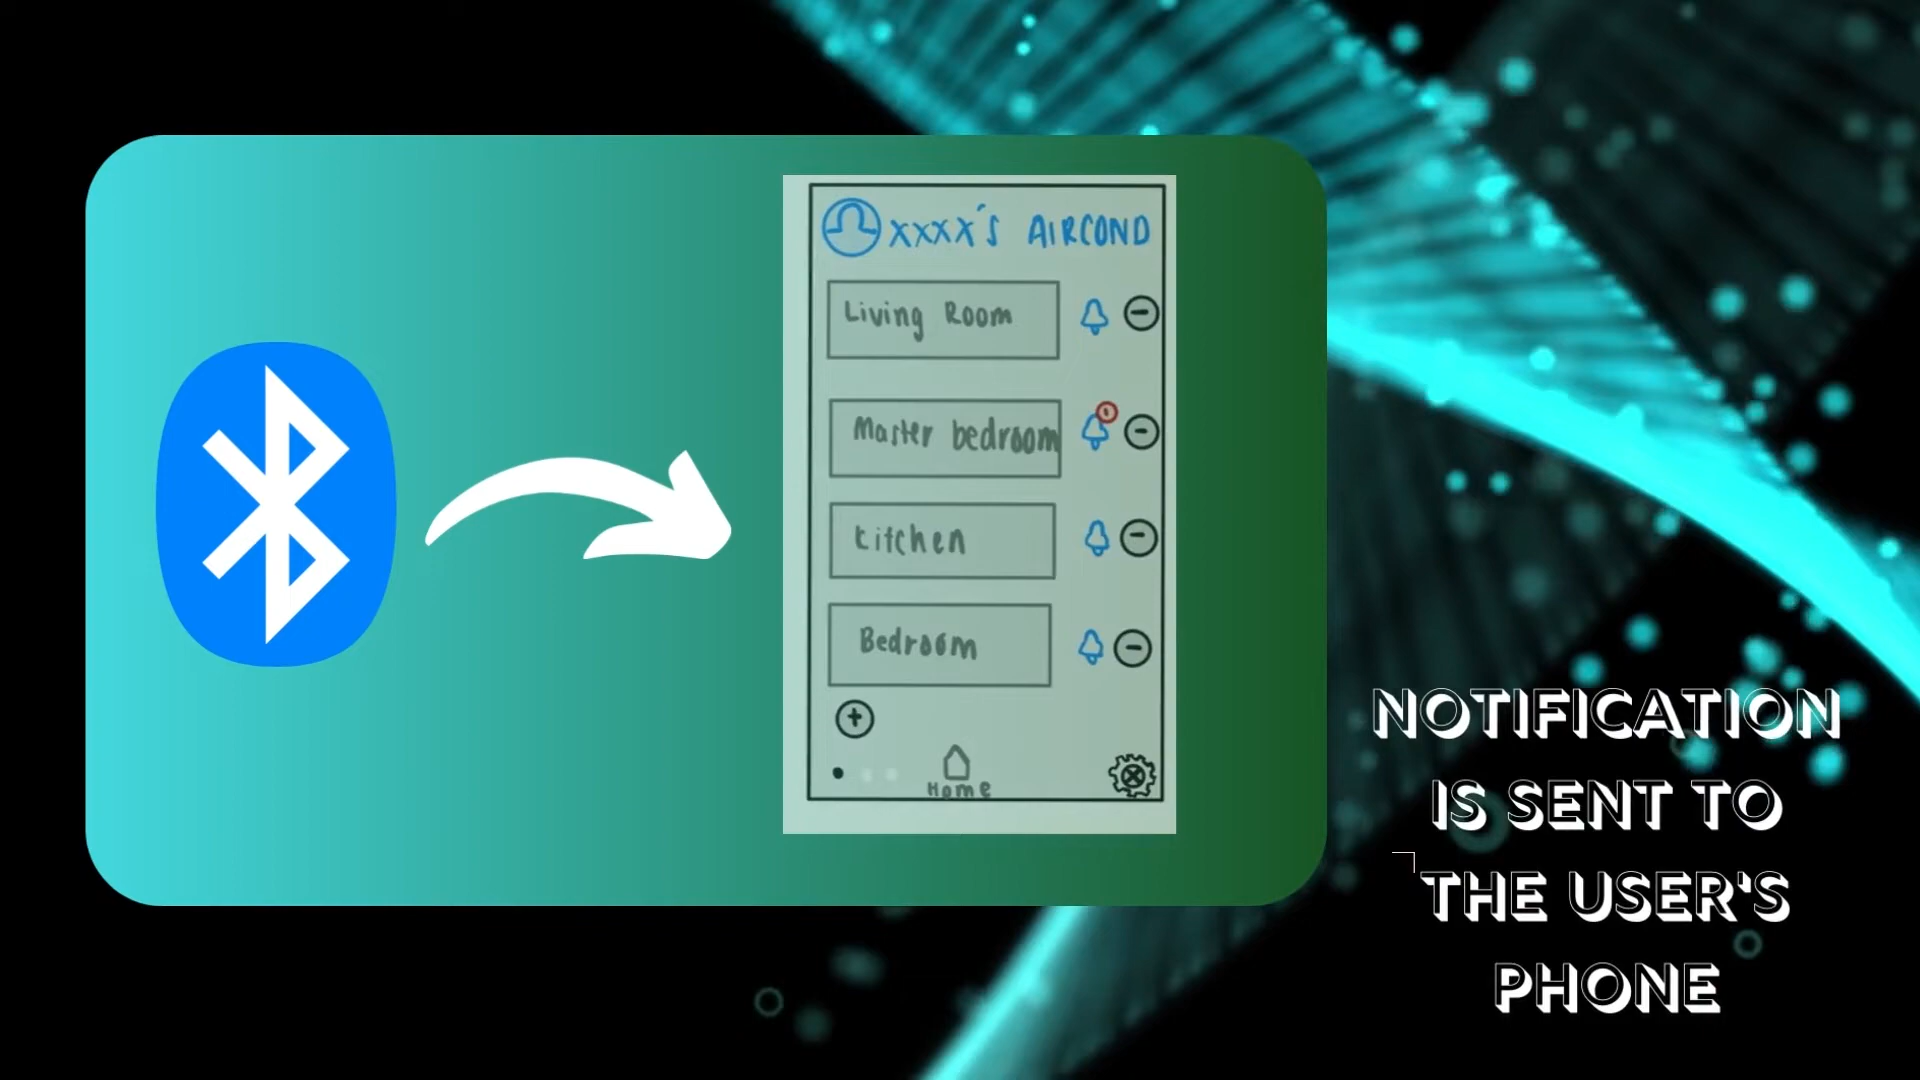 xxxx's AIRCOND
Living Room
Master bedroom
kitchen
Bedroom
Home
NOTIFICATION
IS SENT TO
THE USER'S
PHONE